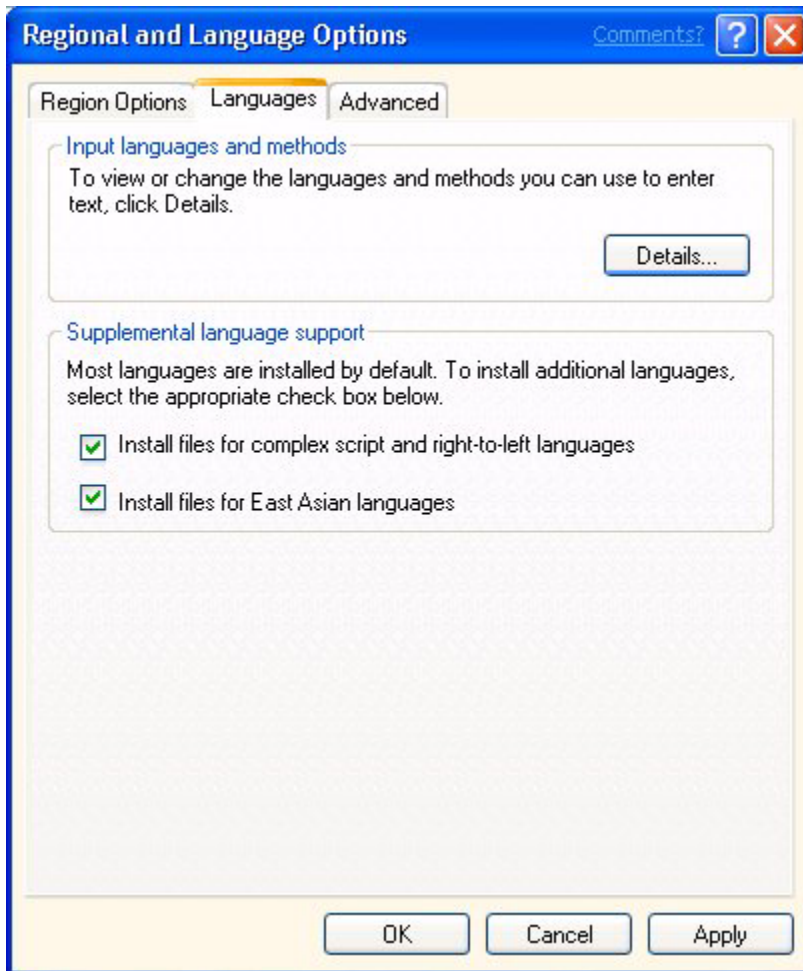 Regional and Language Options
Comments?
Region Options
Languages
Advanced
Input languages and methods
To view or change the languages and methods you can use to enter
text, click Details.
Details...
Supplemental language support
Most languages are installed by default. To install additional languages,
select the appropriate check box below.
Install files for complex script and right-to-left languages
Install files for East Asian languages
OK
Cancel
Apply